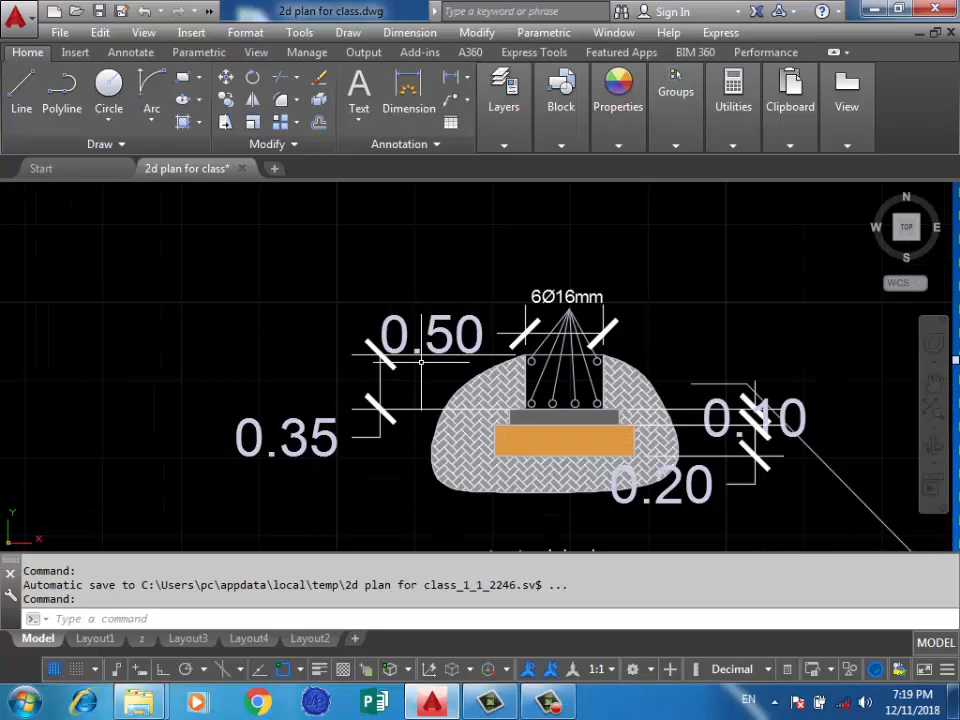 2d plan for class.dwg
Type a keyword or phrase
Sign In
File Edit View Insert Format Tools Draw Dimension Modify Parametric Window Help Express
Home Insert Annotate Parametric View Manage Output Add-ins A360 Express Tools Featured Apps BIM 360 Performance
Line Polyline Circle Arc Text Dimension Layers Block Properties Groups Utilities Clipboard View
Draw Modify Annotation
Start 2d plan for class*
N
W TOP E
S
WCS
6Ø16mm
0.50
0.35
0.10
0.20
Y
X
Command:
Automatic save to C:\Users\pc\appdata\local\temp\2d plan for class_1_1_2246.sv$ ...
Command:
Type a command
Model Layout1 z Layout3 Layout4 Layout2
MODEL
1:1 Decimal
EN
7:19 PM
12/11/2018